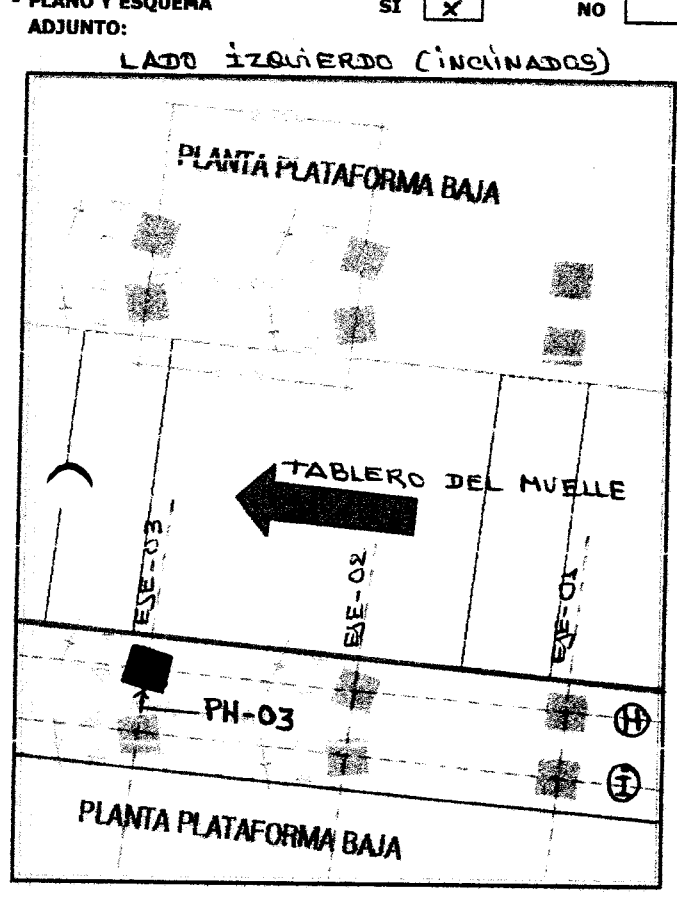 - PLANO Y ESQUEMA
ADJUNTO:
SI X NO
LADO IZQUIERDO (INCLINADOS)
PLANTA PLATAFORMA BAJA
TABLERO DEL MUELLE
EJE-03
EJE-02
EJE-01
H
PH-03
I
PLANTA PLATAFORMA BAJA